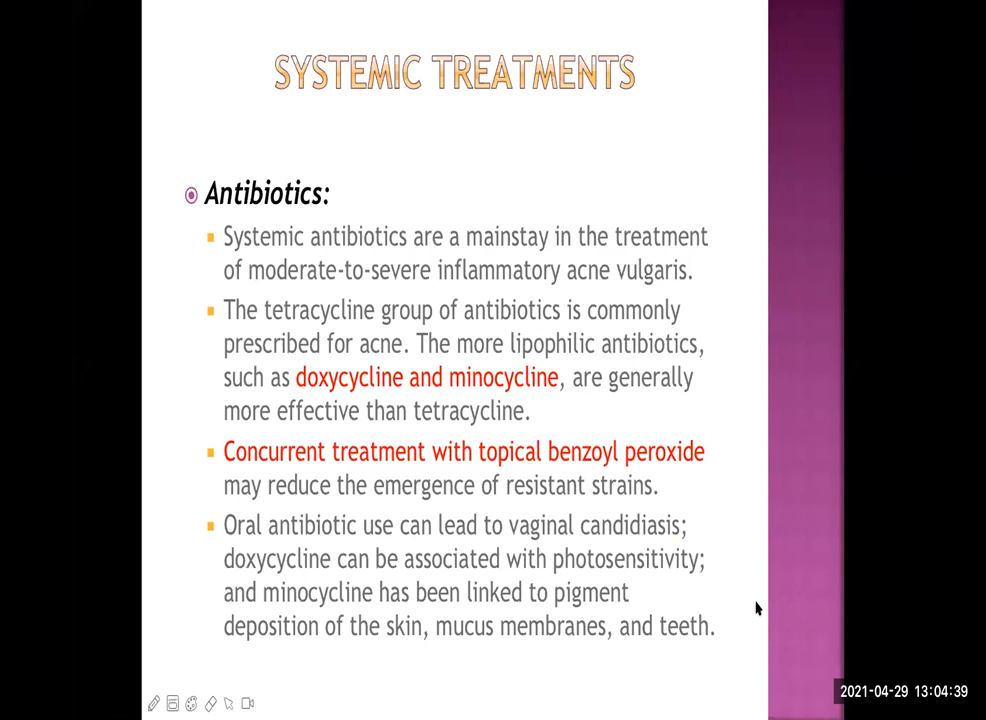 SYSTEMIC TREATMENTS
Antibiotics:
Systemic antibiotics are a mainstay in the treatment
of moderate-to-severe inflammatory acne vulgaris.
The tetracycline group of antibiotics is commonly
prescribed for acne. The more lipophilic antibiotics,
such as doxycycline and minocycline, are generally
more effective than tetracycline.
Concurrent treatment with topical benzoyl peroxide
may reduce the emergence of resistant strains.
Oral antibiotic use can lead to vaginal candidiasis;
doxycycline can be associated with photosensitivity;
and minocycline has been linked to pigment
deposition of the skin, mucus membranes, and teeth.
2021-04-29 13:04:39